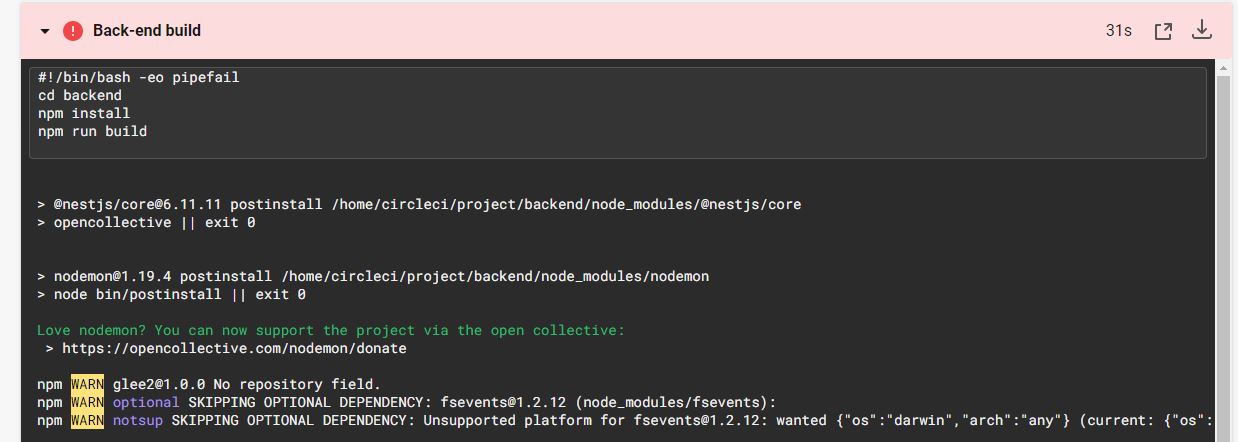 Back-end build
31s
#!/bin/bash -eo pipefail
cd backend
npm install
npm run build
> @nestjs/core@6.11.11 postinstall /home/circleci/project/backend/node_modules/@nestjs/core
> opencollective || exit 0
> nodemon@1.19.4 postinstall /home/circleci/project/backend/node_modules/nodemon
> node bin/postinstall || exit 0
Love nodemon? You can now support the project via the open collective:
> https://opencollective.com/nodemon/donate
npm WARN glee2@1.0.0 No repository field.
npm WARN optional SKIPPING OPTIONAL DEPENDENCY: fsevents@1.2.12 (node_modules/fsevents):
npm WARN notsup SKIPPING OPTIONAL DEPENDENCY: Unsupported platform for fsevents@1.2.12: wanted {"os":"darwin","arch":"any"} (current: {"os":